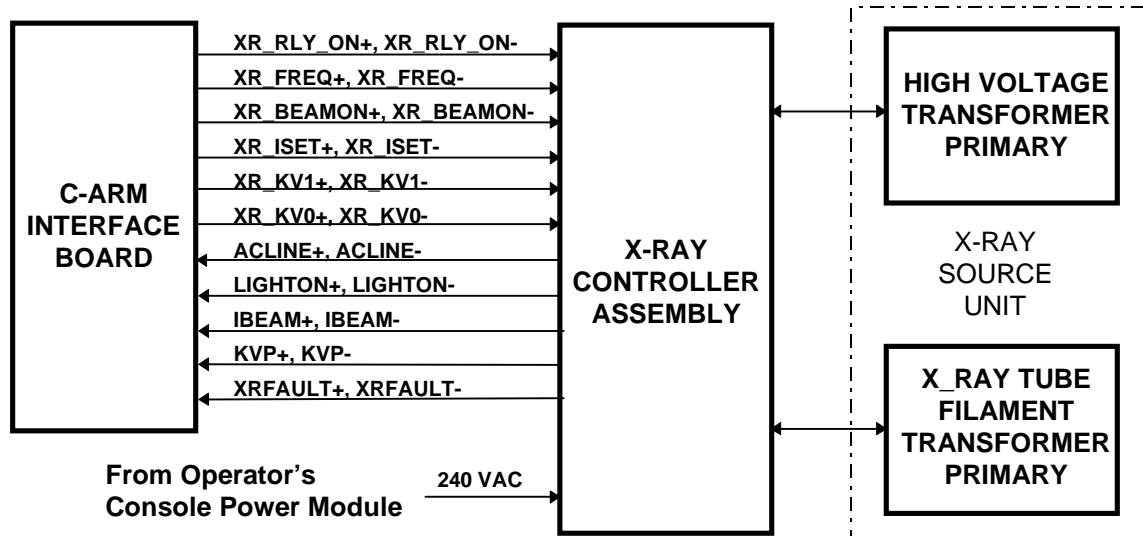 C-ARM
INTERFACE
BOARD
XR_RLY_ON+, XR_RLY_ON-
XR_FREQ+, XR_FREQ-
XR_BEAMON+, XR_BEAMON-
XR_ISET+, XR_ISET-
XR_KV1+, XR_KV1-
XR_KV0+, XR_KV0-
ACLINE+, ACLINE-
LIGHTON+, LIGHTON-
IBEAM+, IBEAM-
KVP+, KVP-
XRFAULT+, XRFAULT-
From Operator’s
Console Power Module
240 VAC
X-RAY
CONTROLLER
ASSEMBLY
HIGH VOLTAGE
TRANSFORMER
PRIMARY
X-RAY
SOURCE
UNIT
X_RAY TUBE
FILAMENT
TRANSFORMER
PRIMARY